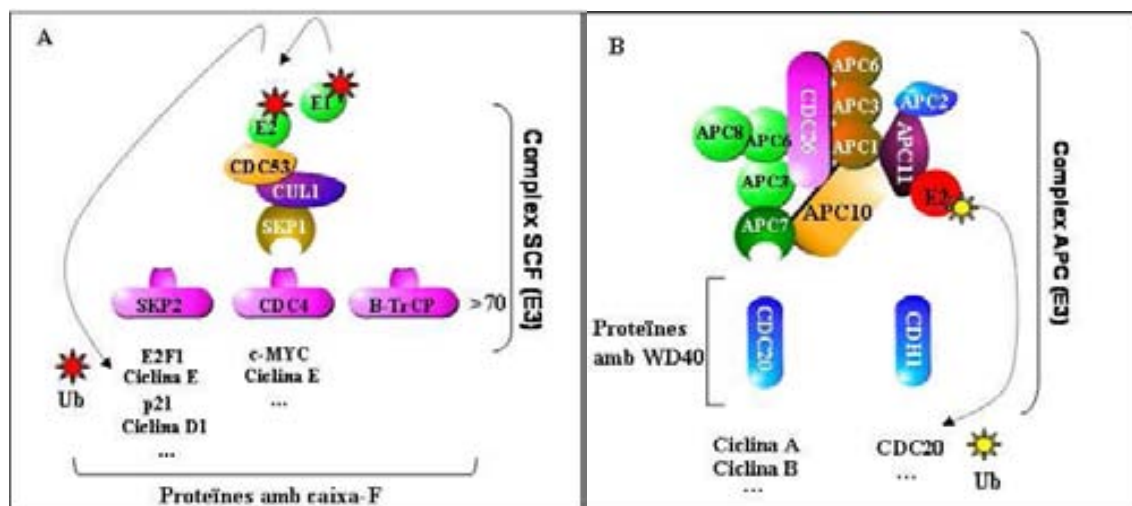 A
E1
E2
CDC53
CUL1
SKP1
SKP2
CDC4
B-TrCP
>70
Complex SCF (E3)
E2F1
Ciclina E
p21
Ciclina D1
...
c-MYC
Ciclina E
...
Ub
Proteïnes amb caixa-F
B
APC6
APC3
APC1
CDC26
APC2
APC11
E2
APC8
APC6
APC3
APC7
APC10
Complex APC (E3)
Proteïnes
amb WD40
CDC20
CDH1
Ciclina A
Ciclina B
...
CDC20
...
Ub